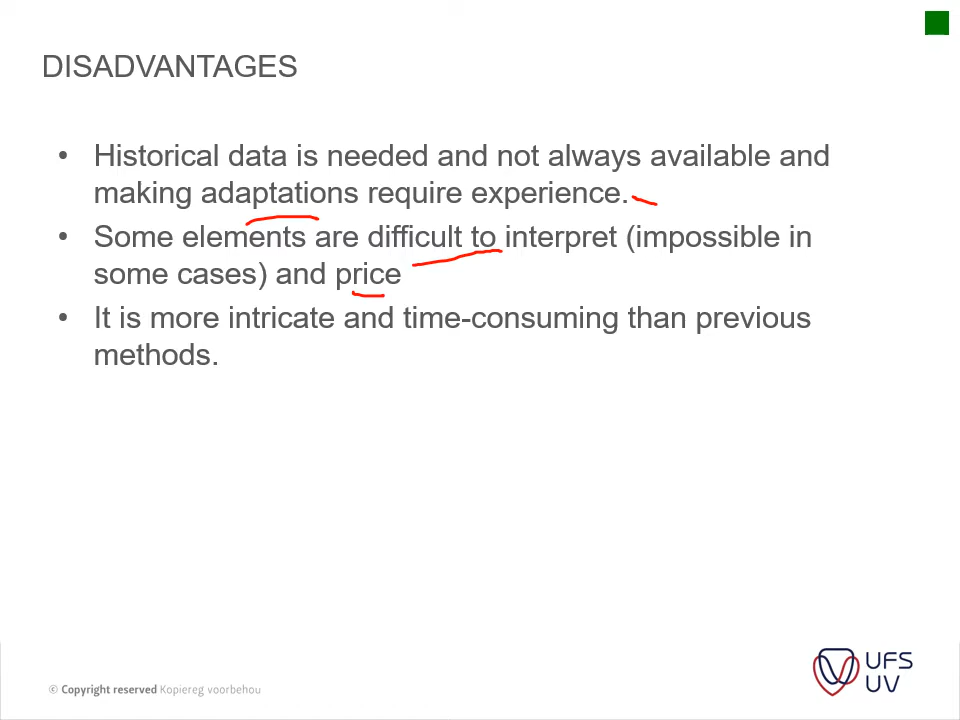 DISADVANTAGES
• Historical data is needed and not always available and
making adaptations require experience.
• Some elements are difficult to interpret (impossible in
some cases) and price
• It is more intricate and time-consuming than previous
methods.
© Copyright reserved Kopiereg voorbehou
UFS
UV